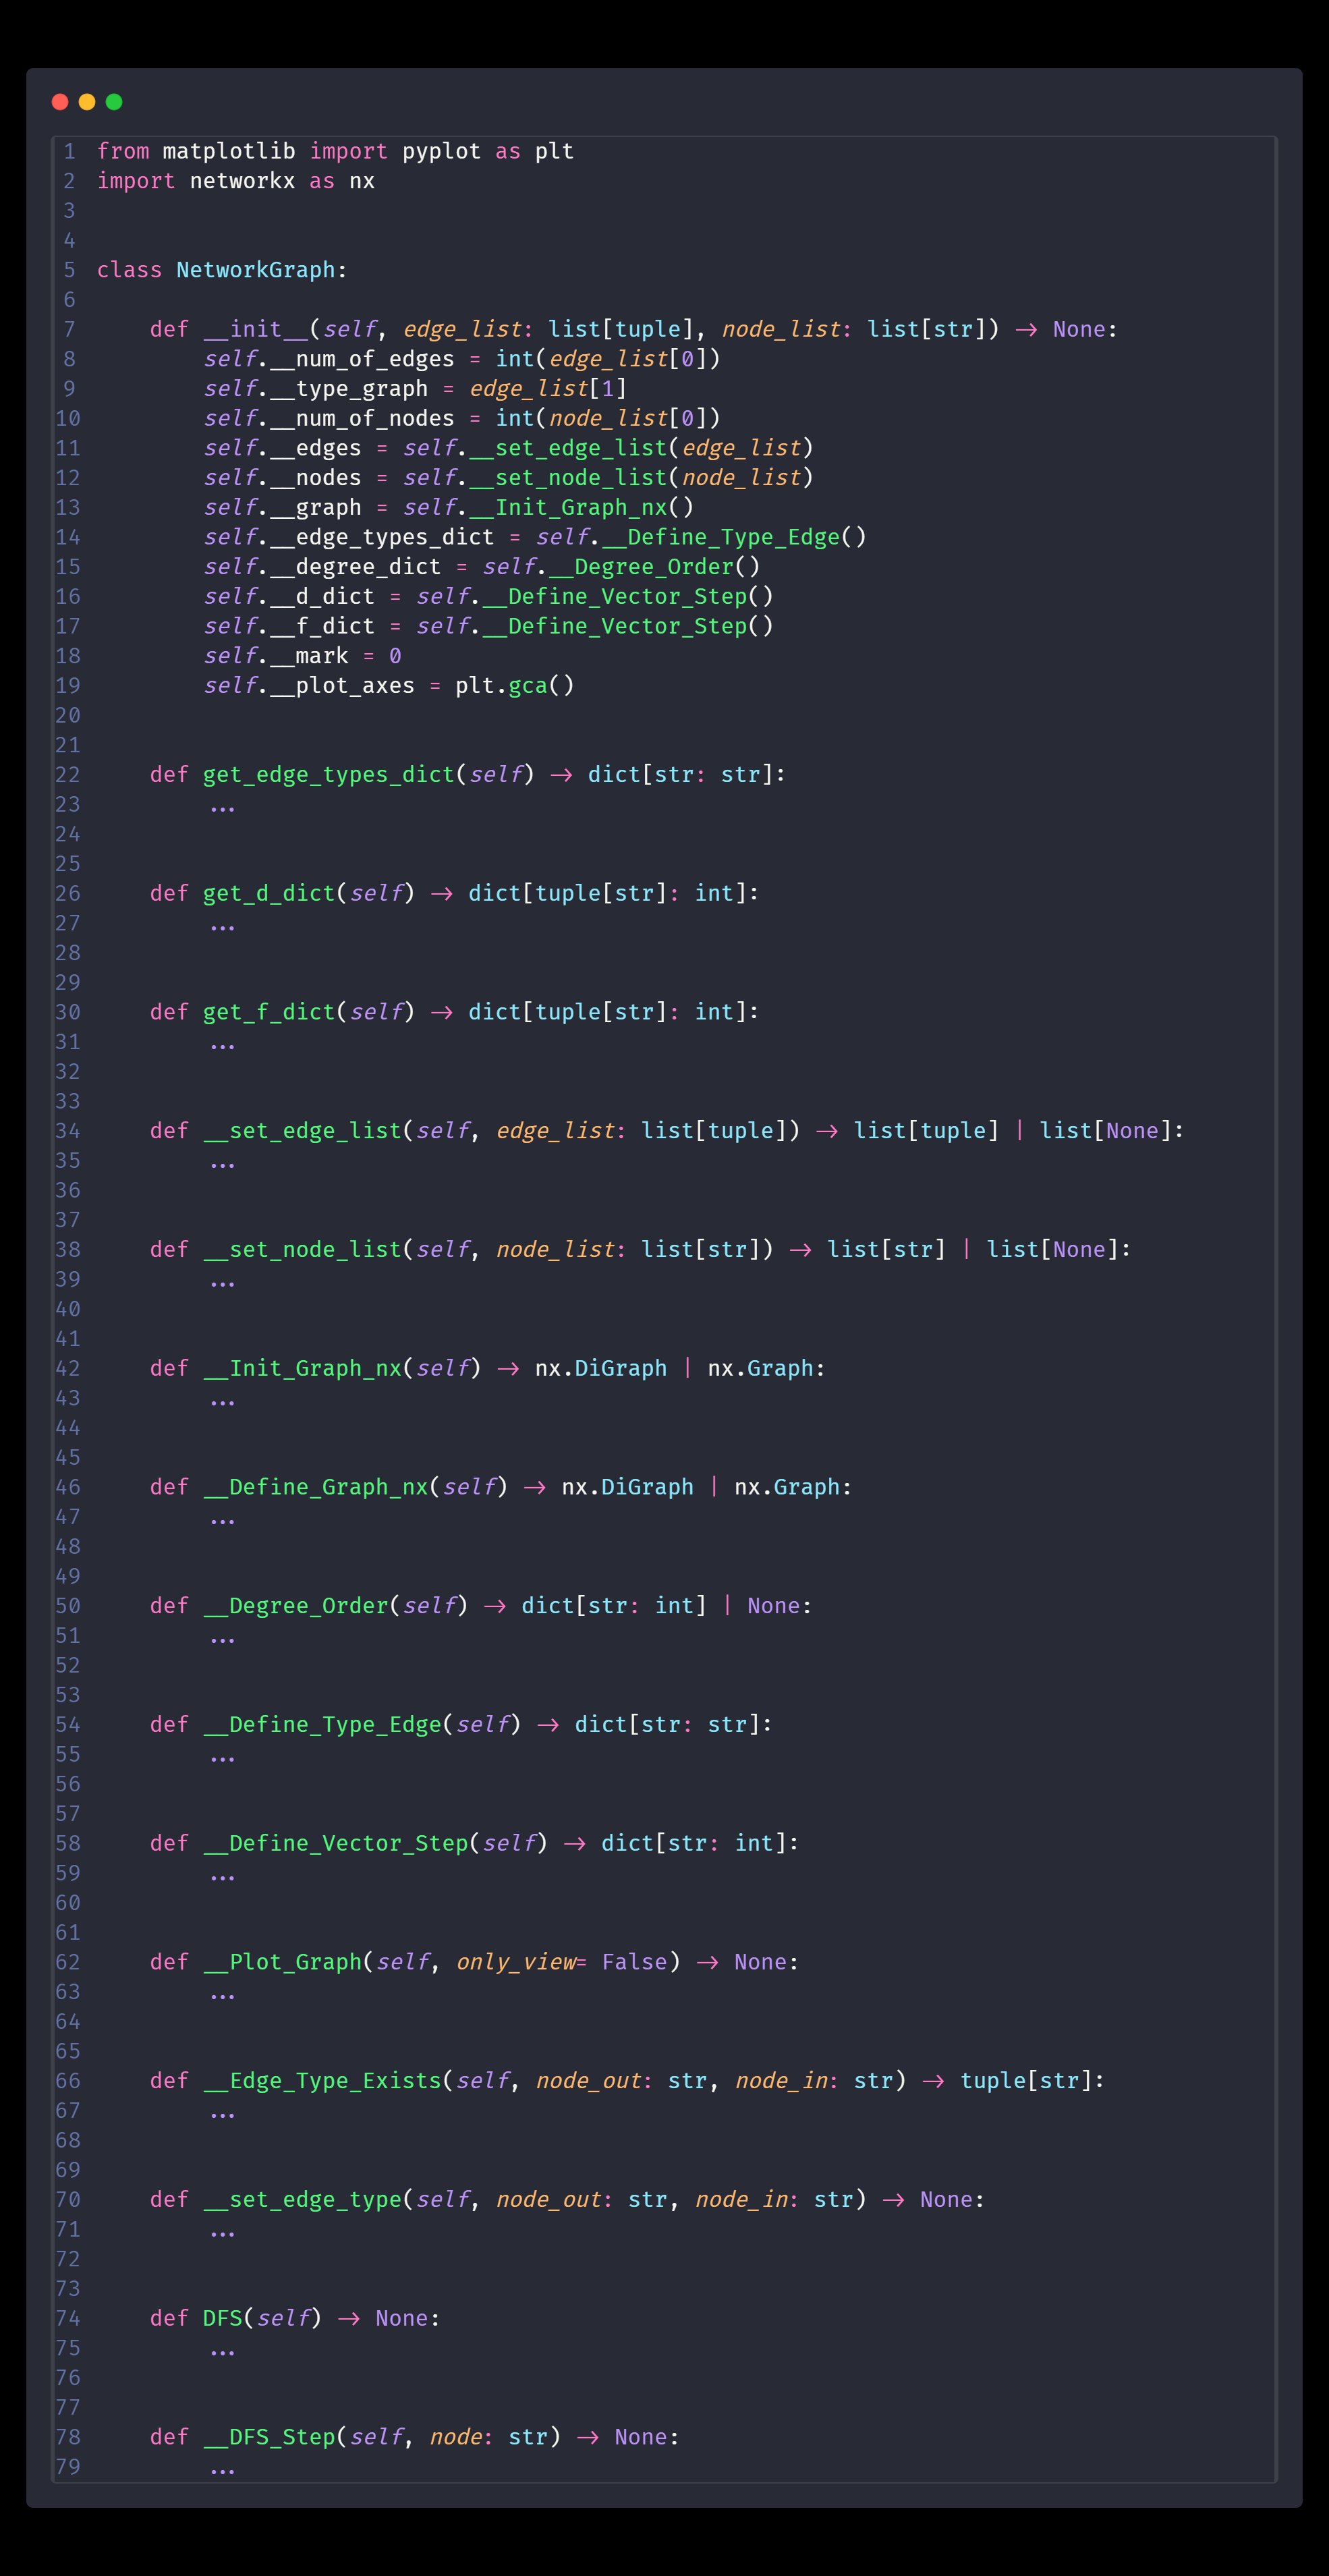 1 from matplotlib import pyplot as plt
2 import networkx as nx
3
4
5 class NetworkGraph:
6
7     def __init__(self, edge_list: list[tuple], node_list: list[str]) -> None:
8         self.__num_of_edges = int(edge_list[0])
9         self.__type_graph = edge_list[1]
10         self.__num_of_nodes = int(node_list[0])
11         self.__edges = self.__set_edge_list(edge_list)
12         self.__nodes = self.__set_node_list(node_list)
13         self.__graph = self.__Init_Graph_nx()
14         self.__edge_types_dict = self.__Define_Type_Edge()
15         self.__degree_dict = self.__Degree_Order()
16         self.__d_dict = self.__Define_Vector_Step()
17         self.__f_dict = self.__Define_Vector_Step()
18         self.__mark = 0
19         self.__plot_axes = plt.gca()
20
21
22     def get_edge_types_dict(self) -> dict[str: str]:
23         ...
24
25
26     def get_d_dict(self) -> dict[tuple[str]: int]:
27         ...
28
29
30     def get_f_dict(self) -> dict[tuple[str]: int]:
31         ...
32
33
34     def __set_edge_list(self, edge_list: list[tuple]) -> list[tuple] | list[None]:
35         ...
36
37
38     def __set_node_list(self, node_list: list[str]) -> list[str] | list[None]:
39         ...
40
41
42     def __Init_Graph_nx(self) -> nx.DiGraph | nx.Graph:
43         ...
44
45
46     def __Define_Graph_nx(self) -> nx.DiGraph | nx.Graph:
47         ...
48
49
50     def __Degree_Order(self) -> dict[str: int] | None:
51         ...
52
53
54     def __Define_Type_Edge(self) -> dict[str: str]:
55         ...
56
57
58     def __Define_Vector_Step(self) -> dict[str: int]:
59         ...
60
61
62     def __Plot_Graph(self, only_view= False) -> None:
63         ...
64
65
66     def __Edge_Type_Exists(self, node_out: str, node_in: str) -> tuple[str]:
67         ...
68
69
70     def __set_edge_type(self, node_out: str, node_in: str) -> None:
71         ...
72
73
74     def DFS(self) -> None:
75         ...
76
77
78     def __DFS_Step(self, node: str) -> None:
79         ...